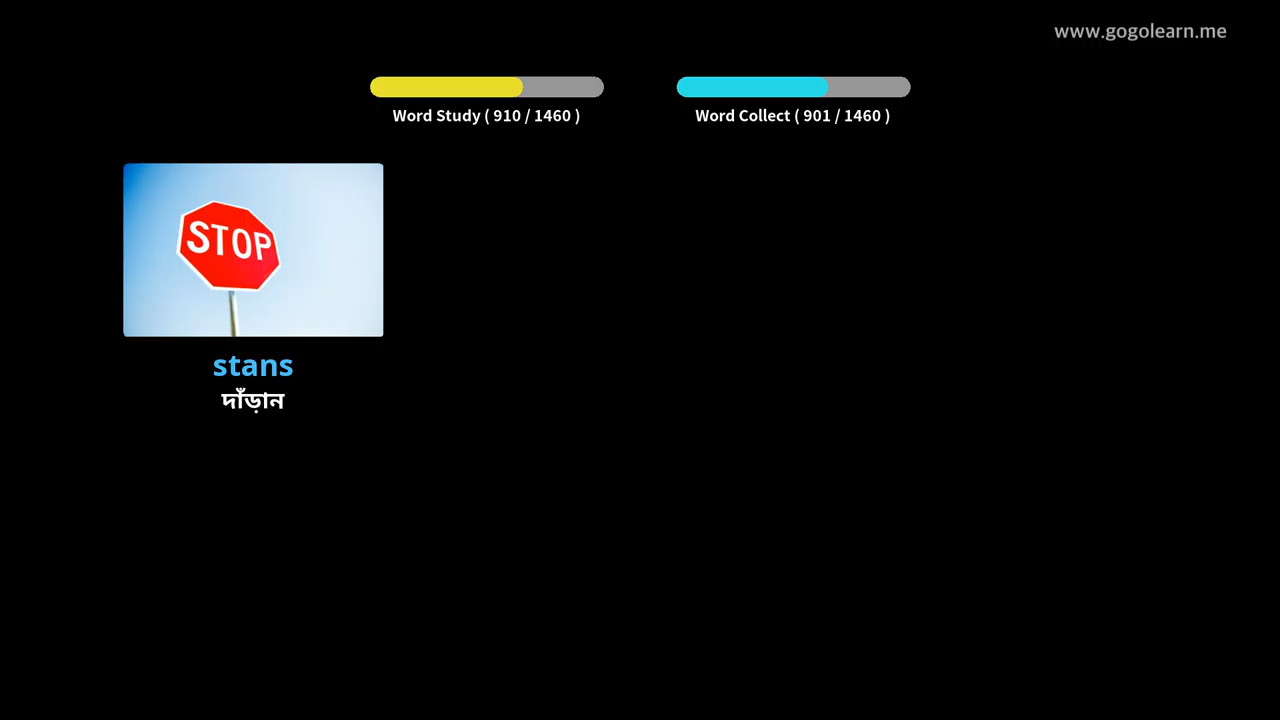 www.gogolearn.me
Word Study ( 910 / 1460 )
Word Collect ( 901 / 1460 )
STOP
stans
দাঁড়ান